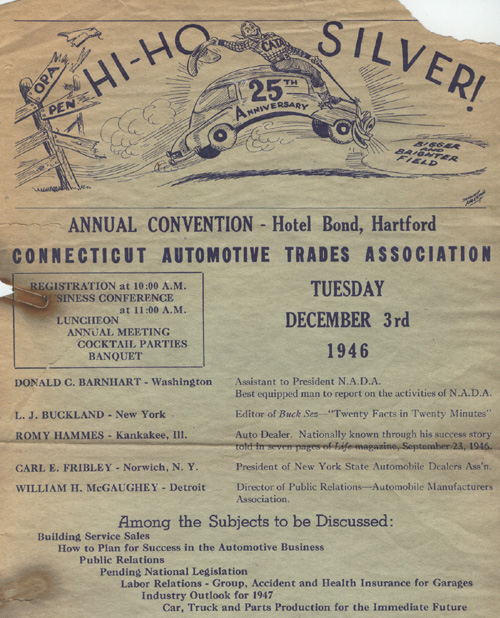 HI-HO SILVER!
OPA
PEN
CATA
25TH
ANNIVERSARY
BIGGER
AND
BRIGHTER
FIELD
ANNUAL CONVENTION - Hotel Bond, Hartford
CONNECTICUT AUTOMOTIVE TRADES ASSOCIATION
REGISTRATION at 10:00 A.M.
BUSINESS CONFERENCE
at 11:00 A.M.
LUNCHEON
ANNUAL MEETING
COCKTAIL PARTIES
BANQUET
TUESDAY
DECEMBER 3rd
1946
DONALD C. BARNHART - Washington Assistant to President N.A.D.A.
Best equipped man to report on the activities of N.A.D.A.
L. J. BUCKLAND - New York Editor of Buck Sez—"Twenty Facts in Twenty Minutes"
ROMY HAMMES - Kankakee, Ill. Auto Dealer. Nationally known through his success story
told in seven pages of Life magazine, September 23, 1946.
CARL E. FRIBLEY - Norwich, N. Y. President of New York State Automobile Dealers Ass'n.
WILLIAM H. McGAUGHEY - Detroit Director of Public Relations—Automobile Manufacturers
Association.
Among the Subjects to be Discussed:
Building Service Sales
How to Plan for Success in the Automotive Business
Public Relations
Pending National Legislation
Labor Relations - Group, Accident and Health Insurance for Garages
Industry Outlook for 1947
Car, Truck and Parts Production for the Immediate Future